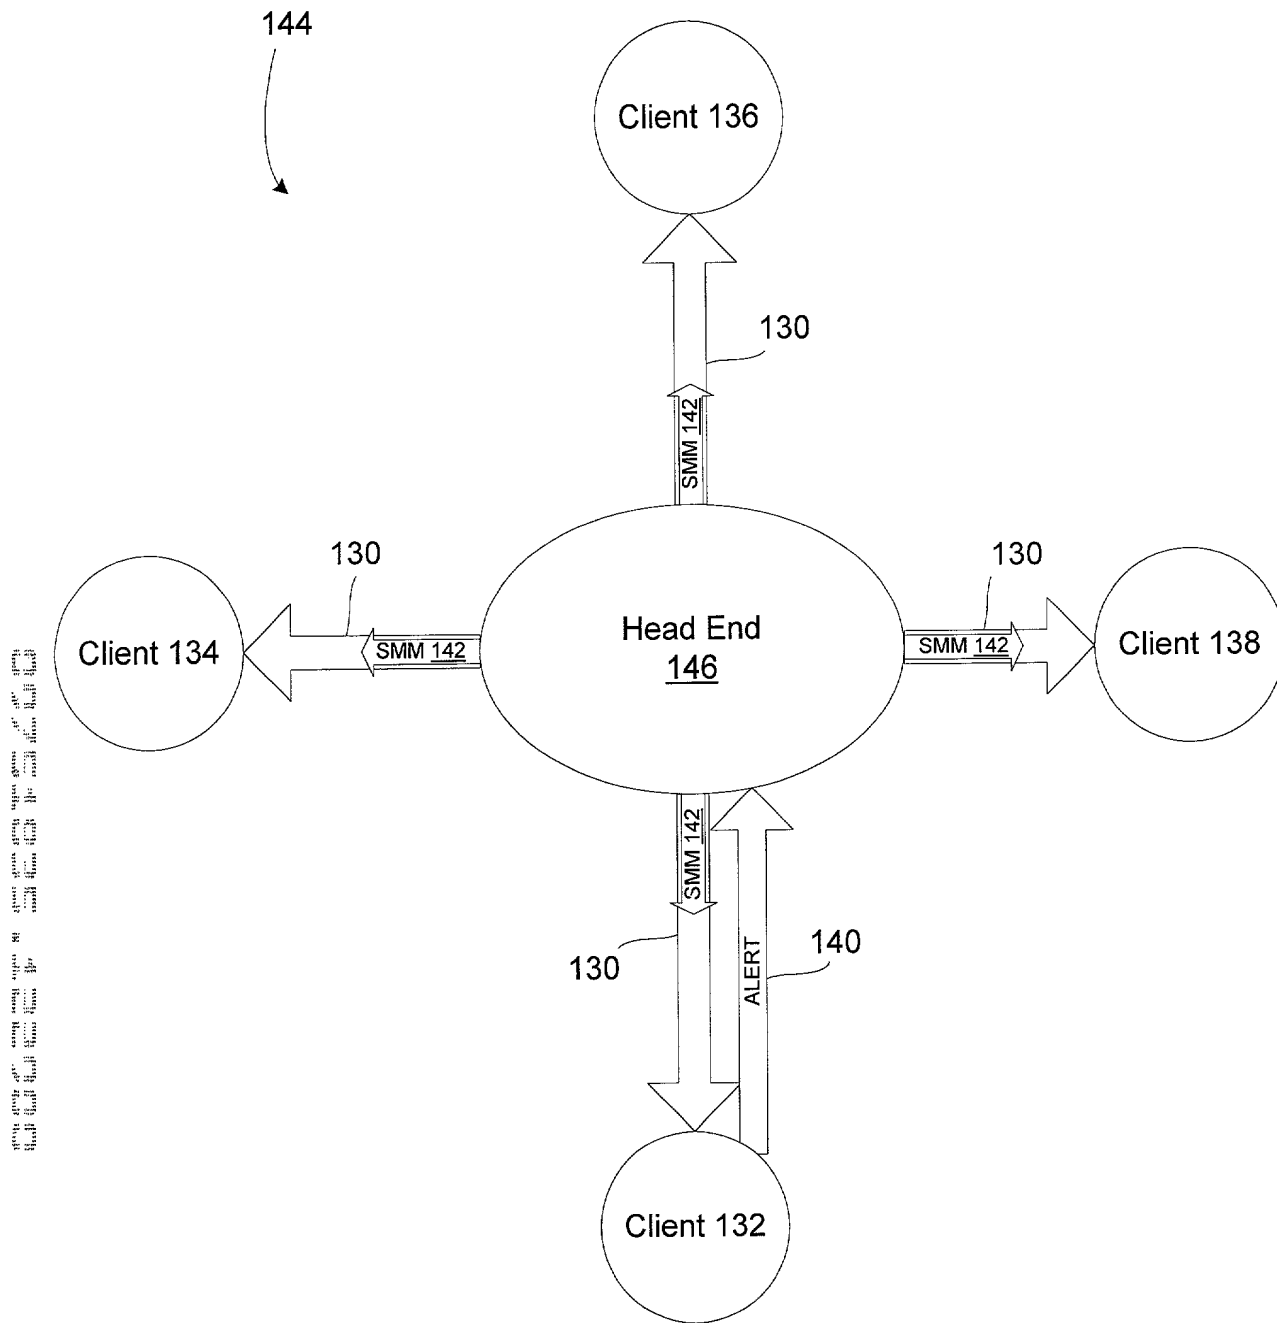 144
Client 136
130
SMM 142
130
130
Client 134
SMM 142
Head End
146
SMM 142
Client 138
SMM 142
130
ALERT
140
Client 132